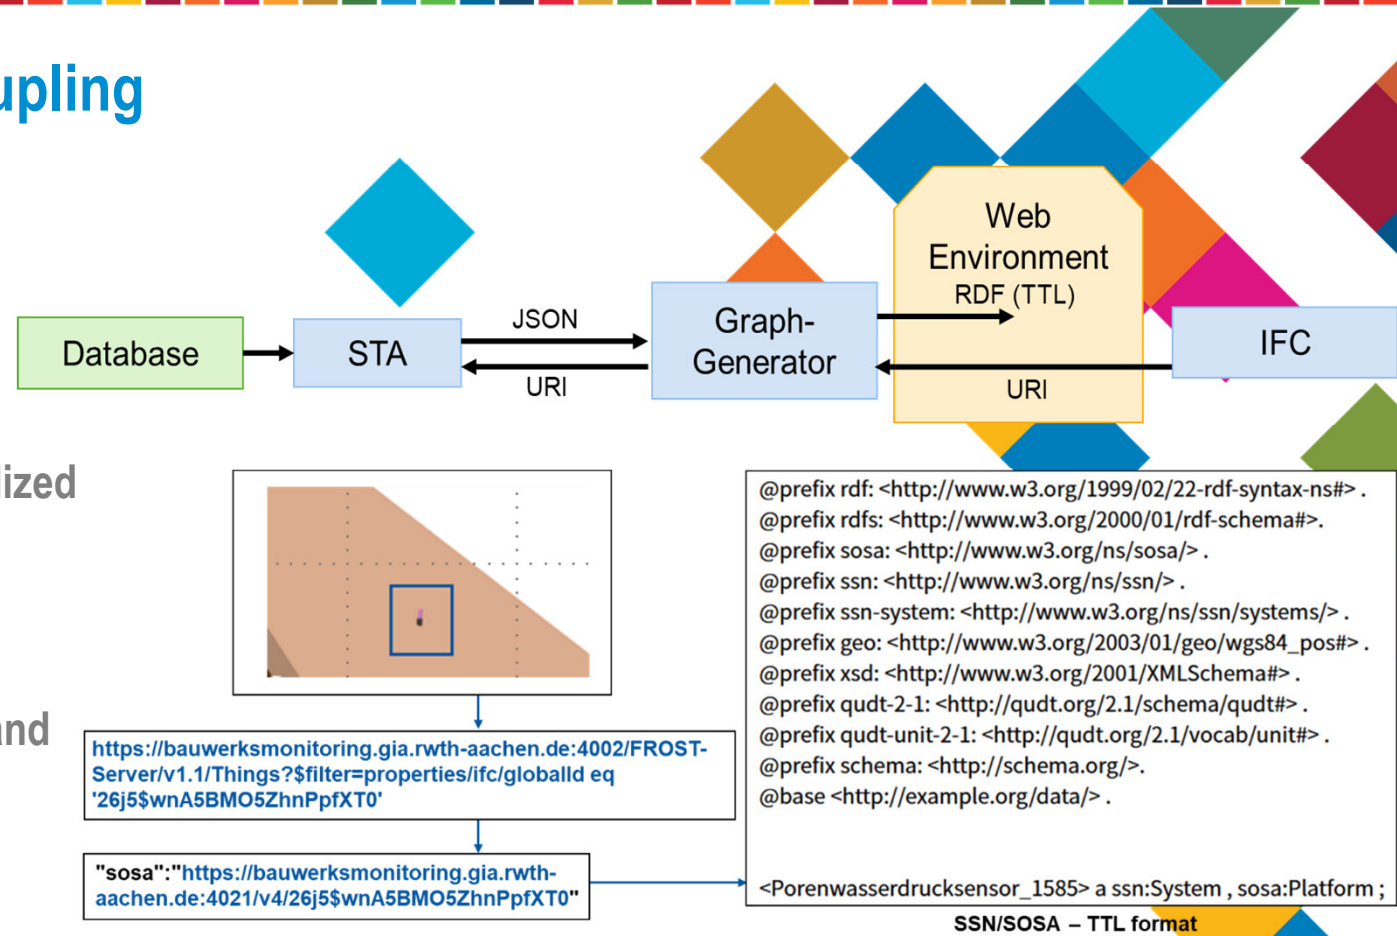 upling
Database
STA
JSON
URI
Graph-
Generator
Web
Environment
RDF (TTL)
URI
IFC
lized
and
https://bauwerksmonitoring.gia.rwth-aachen.de:4002/FROST-
Server/v1.1/Things?$filter=properties/ifc/globalId eq
'26j5$wnA5BMO5ZhnPpfXT0'
"sosa":"https://bauwerksmonitoring.gia.rwth-
aachen.de:4021/v4/26j5$wnA5BMO5ZhnPpfXT0"
@prefix rdf: <http://www.w3.org/1999/02/22-rdf-syntax-ns#> .
@prefix rdfs: <http://www.w3.org/2000/01/rdf-schema#>.
@prefix sosa: <http://www.w3.org/ns/sosa/> .
@prefix ssn: <http://www.w3.org/ns/ssn/> .
@prefix ssn-system: <http://www.w3.org/ns/ssn/systems/> .
@prefix geo: <http://www.w3.org/2003/01/geo/wgs84_pos#> .
@prefix xsd: <http://www.w3.org/2001/XMLSchema#> .
@prefix qudt-2-1: <http://qudt.org/2.1/schema/qudt#> .
@prefix qudt-unit-2-1: <http://qudt.org/2.1/vocab/unit#> .
@prefix schema: <http://schema.org/>.
@base <http://example.org/data/> .
<Porenwasserdrucksensor_1585> a ssn:System , sosa:Platform ;
SSN/SOSA – TTL format